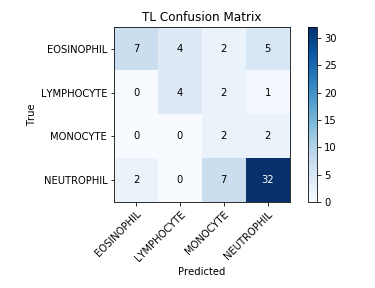 TL Confusion Matrix
EOSINOPHIL 7 4 2 5
LYMPHOCYTE 0 4 2 1
MONOCYTE 0 0 2 2
NEUTROPHIL 2 0 7 32
EOSINOPHIL LYMPHOCYTE MONOCYTE NEUTROPHIL
Predicted
True
30
25
20
15
10
5
0